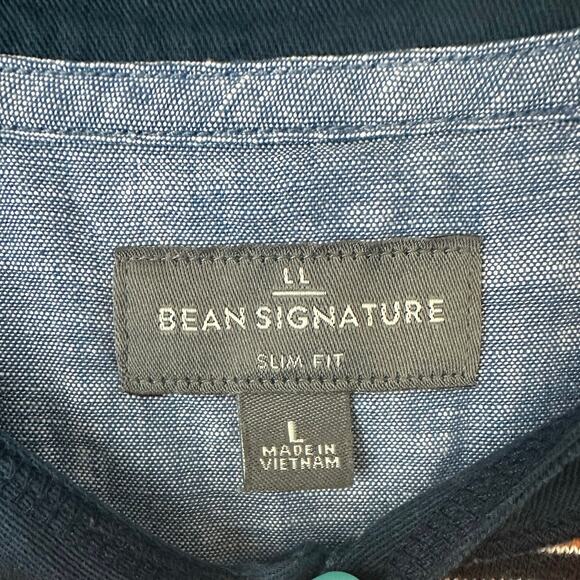 LL
BEAN SIGNATURE
SLIM FIT
L
MADE IN
VIETNAM